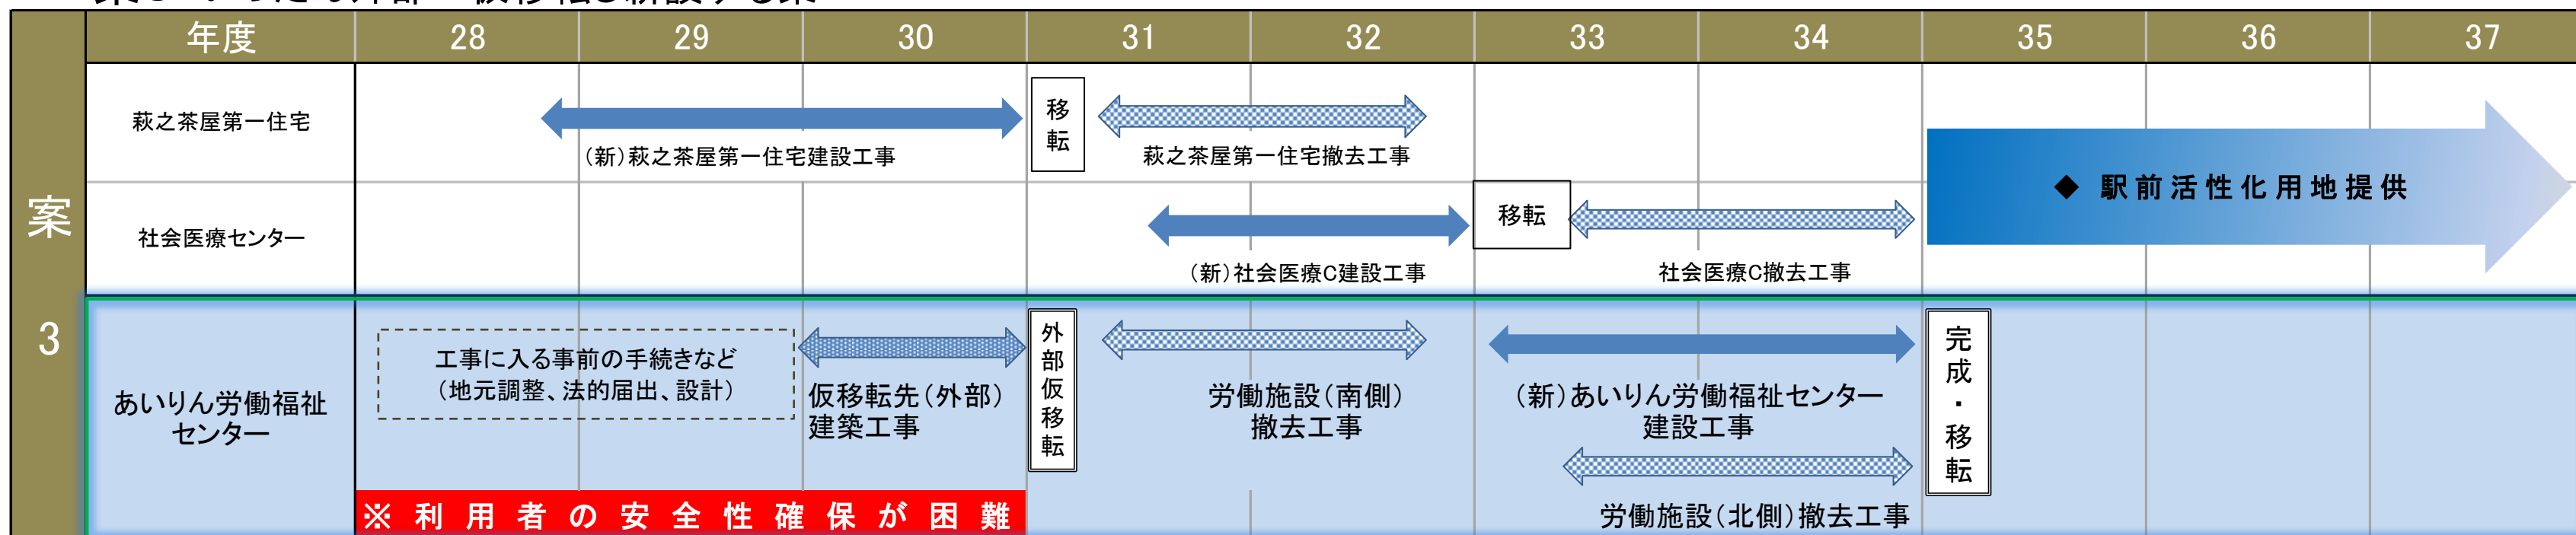 年度 28 29 30 31 32 33 34 35 36 37
案
3
萩之茶屋第一住宅
(新)萩之茶屋第一住宅建設工事
移
転
萩之茶屋第一住宅撤去工事
社会医療センター
(新)社会医療C建設工事
移転
社会医療C撤去工事
◆ 駅前活性化用地提供
あいりん労働福祉
センター
工事に入る事前の手続きなど
(地元調整、法的届出、設計)
仮移転先(外部)
建築工事
外
部
仮
移
転
労働施設(南側)
撤去工事
(新)あいりん労働福祉センター
建設工事
労働施設(北側)撤去工事
完
成
・
移
転
※利用者の安全性確保が困難